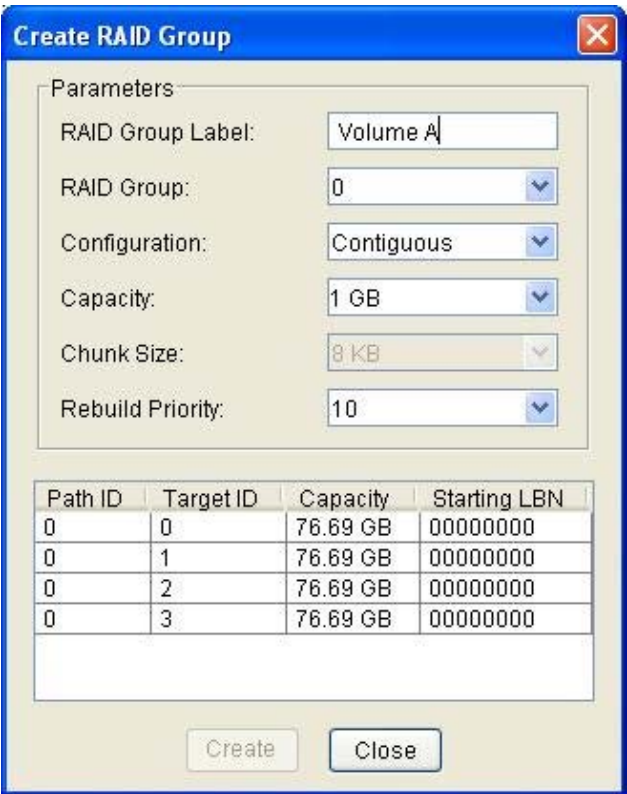 Create RAID Group
Parameters
RAID Group Label: Volume A
RAID Group: 0
Configuration: Contiguous
Capacity: 1 GB
Chunk Size: 8 KB
Rebuild Priority: 10
Path ID Target ID Capacity Starting LBN
0 0 76.69 GB 00000000
0 1 76.69 GB 00000000
0 2 76.69 GB 00000000
0 3 76.69 GB 00000000
Create Close